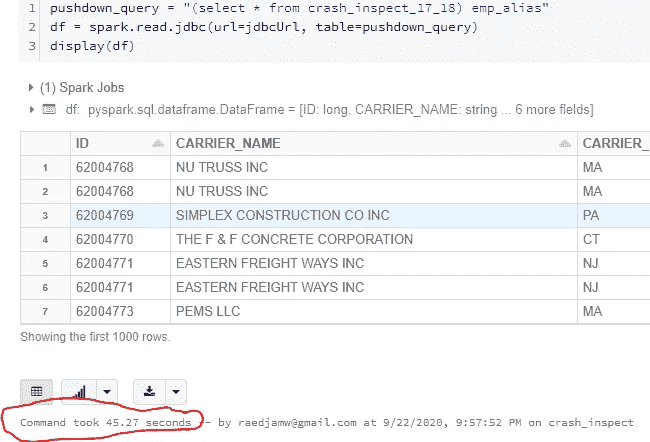 1 pushdown_query = "(select * from crash_inspect_17_18) emp_alias"
2 df = spark.read.jdbc(url=jdbcUrl, table=pushdown_query)
3 display(df)
(1) Spark Jobs
df: pyspark.sql.dataframe.DataFrame = [ID: long, CARRIER_NAME: string ... 6 more fields]
ID CARRIER_NAME CARRIER_
1 62004768 NU TRUSS INC MA
2 62004768 NU TRUSS INC MA
3 62004769 SIMPLEX CONSTRUCTION CO INC PA
4 62004770 THE F & F CONCRETE CORPORATION CT
5 62004771 EASTERN FREIGHT WAYS INC NJ
6 62004771 EASTERN FREIGHT WAYS INC NJ
7 62004773 PEMS LLC MA
Showing the first 1000 rows.
Command took 45.27 seconds -- by raedjamw@gmail.com at 9/22/2020, 9:57:52 PM on crash_inspect